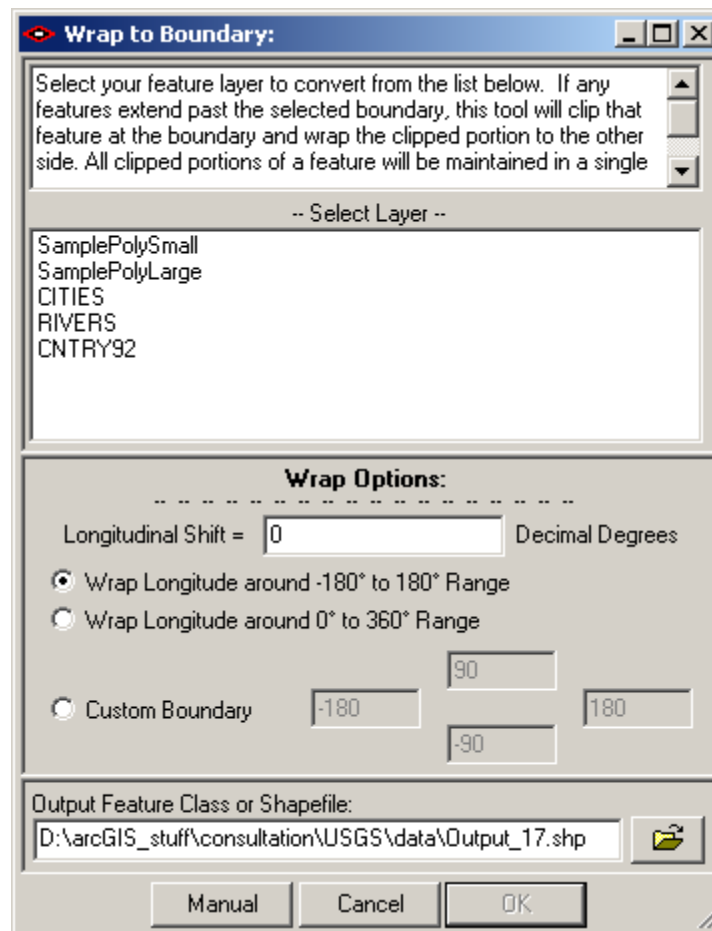 Wrap to Boundary:
Select your feature layer to convert from the list below.  If any
features extend past the selected boundary, this tool will clip that
feature at the boundary and wrap the clipped portion to the other
side. All clipped portions of a feature will be maintained in a single
-- Select Layer --
SamplePolySmall
SamplePolyLarge
CITIES
RIVERS
CNTRY92
Wrap Options:
-- -- -- -- -- -- -- -- -- -- -- -- -- -- -- -- -- --
Longitudinal Shift = 0 Decimal Degrees
Wrap Longitude around -180° to 180° Range
Wrap Longitude around 0° to 360° Range
90
Custom Boundary -180 180
-90
Output Feature Class or Shapefile:
D:\arcGIS_stuff\consultation\USGS\data\Output_17.shp
Manual Cancel OK